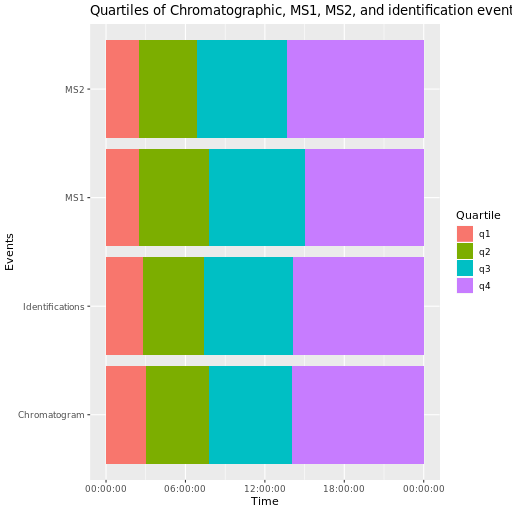 Quartiles of Chromatographic, MS1, MS2, and identification event
MS2
MS1
Identifications
Chromatogram
Events
00:00:00 06:00:00 12:00:00 18:00:00 00:00:00
Time
Quartile
q1
q2
q3
q4